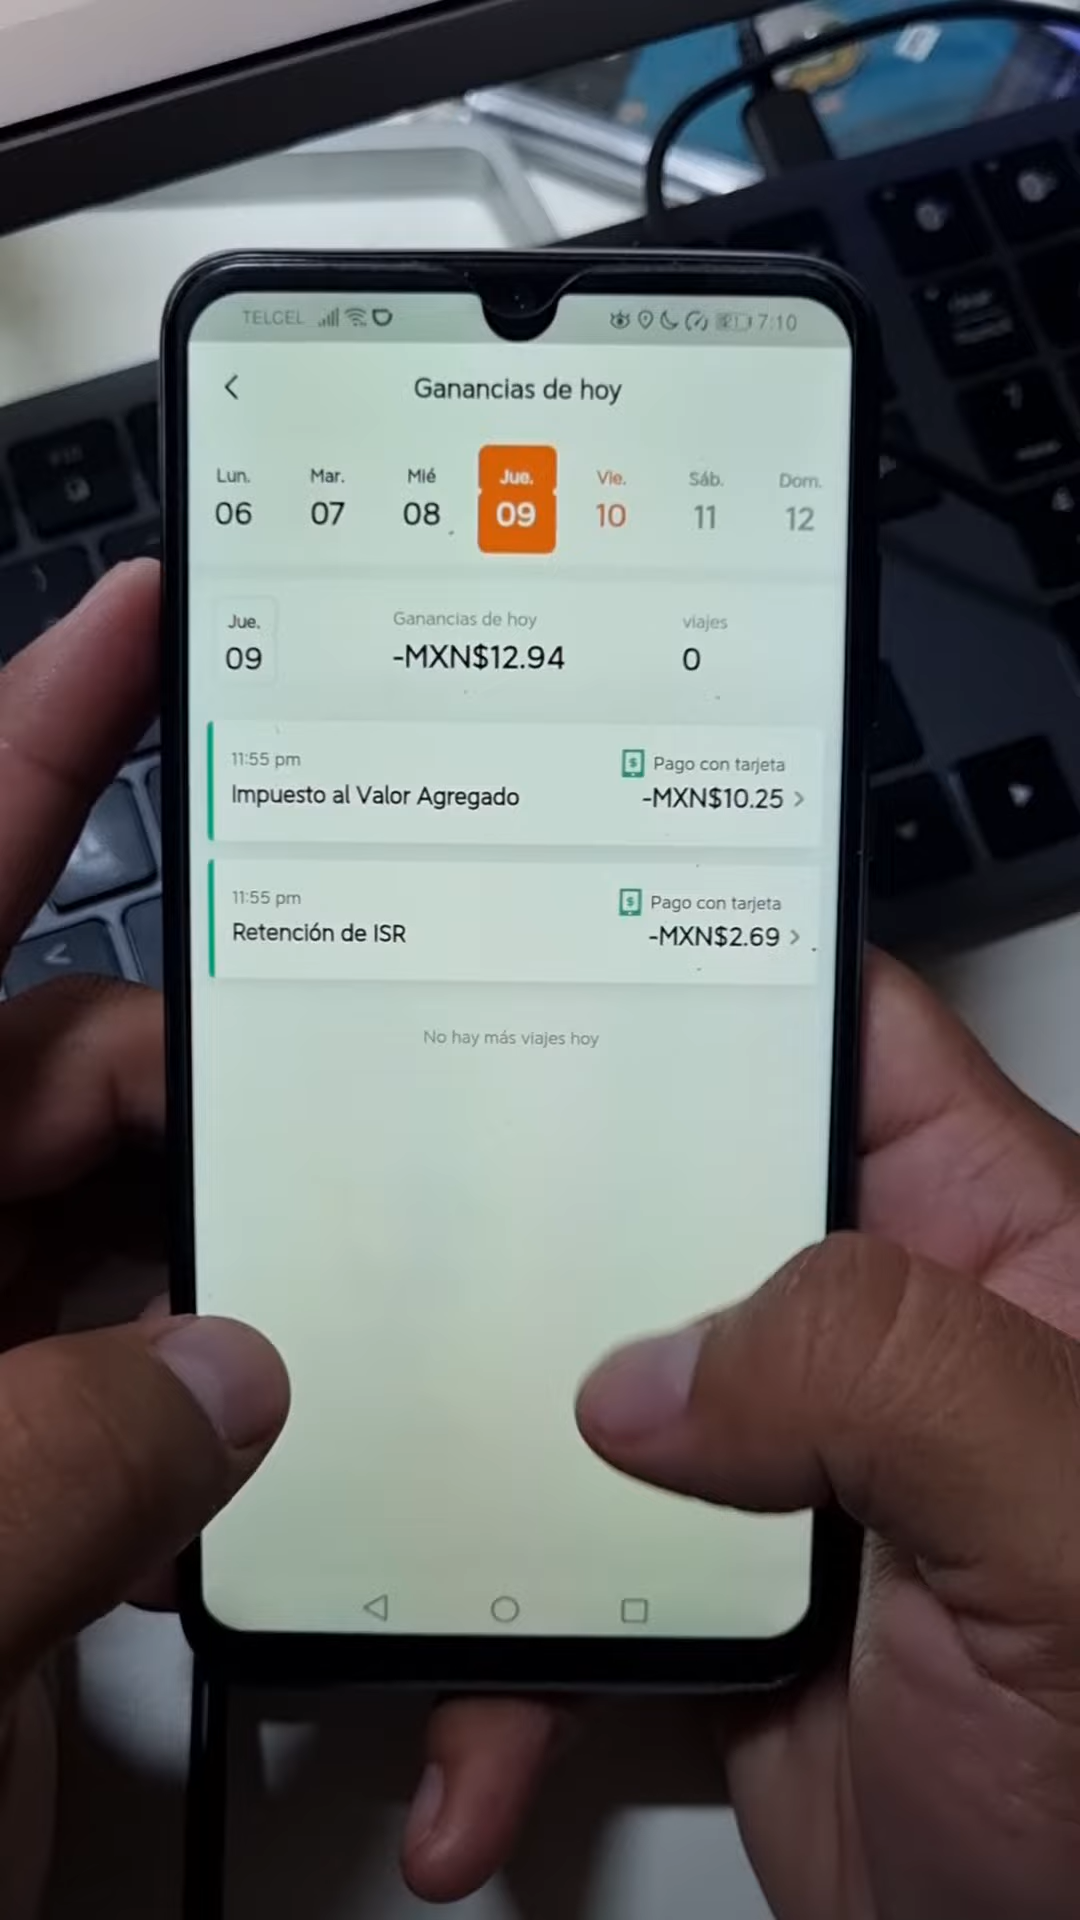 TELCEL 7:10
Ganancias de hoy
Lun. Mar. Mié Jue. Vie. Sáb. Dom.
06 07 08 09 10 11 12
Jue. Ganancias de hoy viajes
09 -MXN$12.94 0
11:55 pm Pago con tarjeta
Impuesto al Valor Agregado -MXN$10.25
11:55 pm Pago con tarjeta
Retención de ISR -MXN$2.69
No hay más viajes hoy